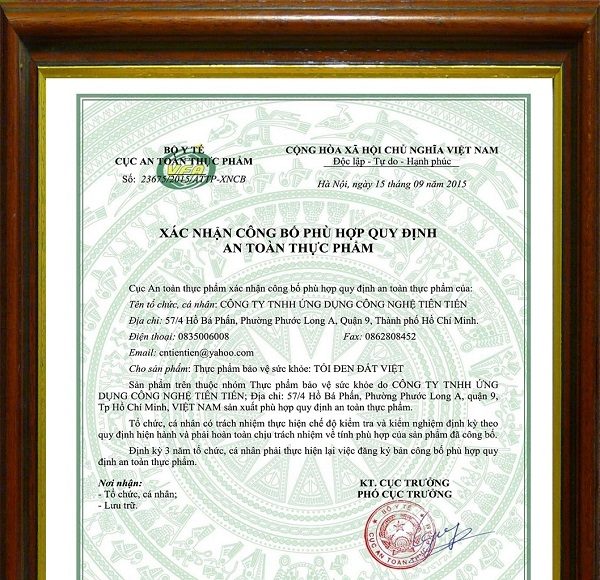 BỘ Y TẾ
CỤC AN TOÀN THỰC PHẨM
Số: 23675/2015/ATTP-XNCB
CỘNG HÒA XÃ HỘI CHỦ NGHĨA VIỆT NAM
Độc lập - Tự do - Hạnh phúc
Hà Nội, ngày 15 tháng 09 năm 2015
XÁC NHẬN CÔNG BỐ PHÙ HỢP QUY ĐỊNH
AN TOÀN THỰC PHẨM
Cục An toàn thực phẩm xác nhận công bố phù hợp quy định an toàn thực phẩm của:
Tên tổ chức, cá nhân: CÔNG TY TNHH ỨNG DỤNG CÔNG NGHỆ TIÊN TIẾN
Địa chỉ: 57/4 Hồ Bá Phấn, Phường Phước Long A, Quận 9, Thành phố Hồ Chí Minh.
Điện thoại: 0835006008 Fax: 0862808452
Email: cntientien@yahoo.com
Cho sản phẩm: Thực phẩm bảo vệ sức khỏe: TỎI ĐEN ĐẤT VIỆT
Sản phẩm trên thuộc nhóm Thực phẩm bảo vệ sức khỏe do CÔNG TY TNHH ỨNG
DỤNG CÔNG NGHỆ TIÊN TIẾN; Địa chỉ: 57/4 Hồ Bá Phấn, Phường Phước Long A, quận 9,
Tp Hồ Chí Minh, VIỆT NAM sản xuất phù hợp quy định an toàn thực phẩm.
Tổ chức, cá nhân có trách nhiệm thực hiện chế độ kiểm tra và kiểm nghiệm định kỳ theo
quy định hiện hành và phải hoàn toàn chịu trách nhiệm về tính phù hợp của sản phẩm đã công bố.
Định kỳ 3 năm tổ chức, cá nhân phải thực hiện lại việc đăng ký bản công bố phù hợp quy
định an toàn thực phẩm.
Nơi nhận:
- Tổ chức, cá nhân;
- Lưu trữ.
KT. CỤC TRƯỞNG
PHÓ CỤC TRƯỞNG
BỘ Y TẾ
CỤC AN TOÀN THỰC